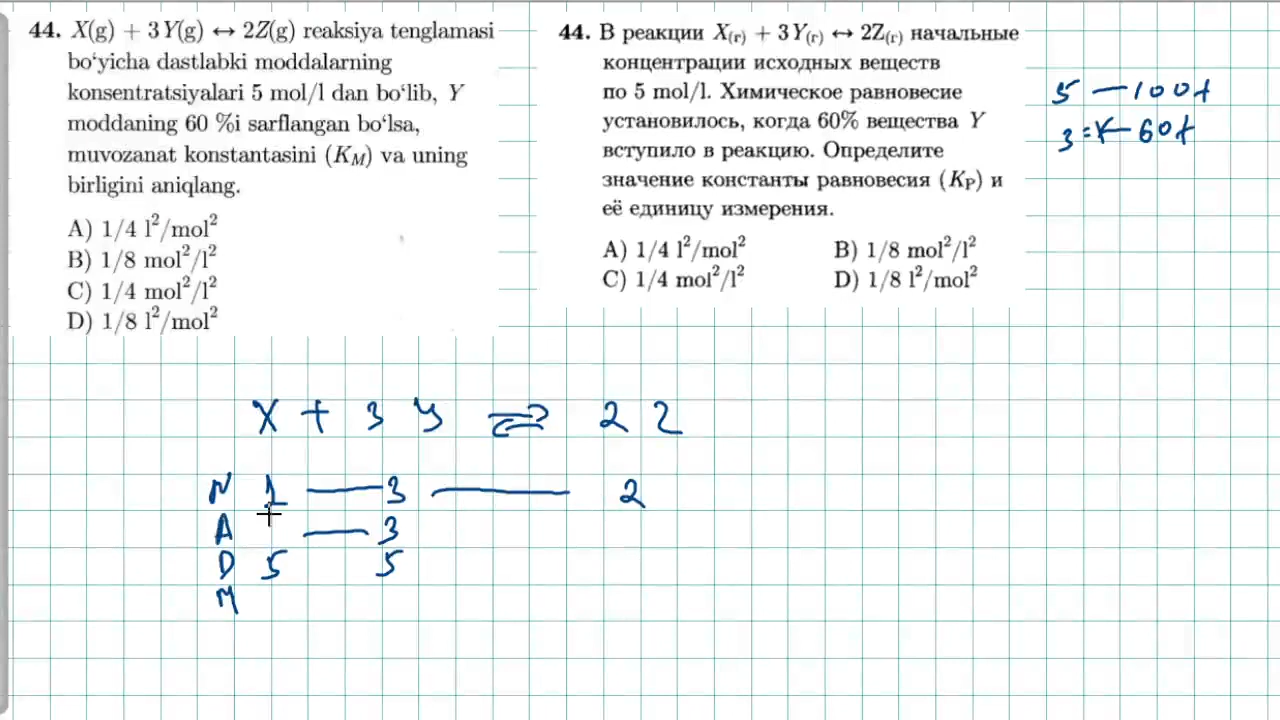 44. X(g) + 3Y(g) ↔ 2Z(g) reaksiya tenglamasi
bo‘yicha dastlabki moddalarning
konsentratsiyalari 5 mol/l dan bo‘lib, Y
moddaning 60 %i sarflangan bo‘lsa,
muvozanat konstantasini (K_M) va uning
birligini aniqlang.
A) 1/4 l²/mol²
B) 1/8 mol²/l²
C) 1/4 mol²/l²
D) 1/8 l²/mol²
44. В реакции X(г) + 3Y(г) ↔ 2Z(г) начальные
концентрации исходных веществ
по 5 mol/l. Химическое равновесие
установилось, когда 60% вещества Y
вступило в реакцию. Определите
значение константы равновесия (K_P) и
её единицу измерения.
A) 1/4 l²/mol² B) 1/8 mol²/l²
C) 1/4 mol²/l² D) 1/8 l²/mol²
5 — 100%
3 = x — 60%
X + 3 Y ⇌ 2 Z
N 1 — 3 — 2
A — 3
D 5 5
M